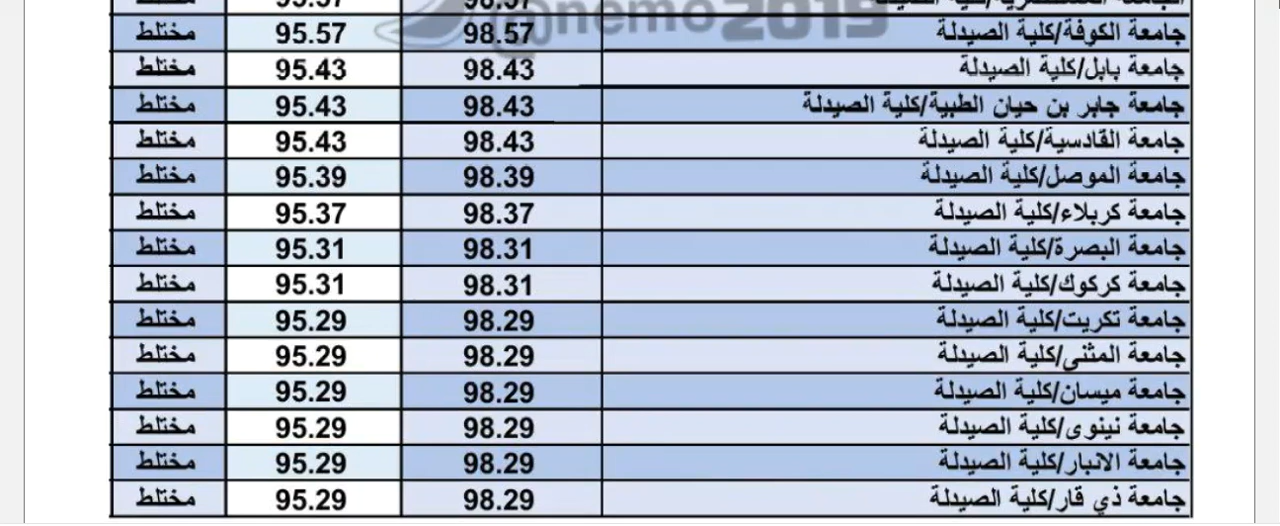 @nemo2019
جامعة الكوفة/كلية الصيدلة 98.57 95.57 مختلط
جامعة بابل/كلية الصيدلة 98.43 95.43 مختلط
جامعة جابر بن حيان الطبية/كلية الصيدلة 98.43 95.43 مختلط
جامعة القادسية/كلية الصيدلة 98.43 95.43 مختلط
جامعة الموصل/كلية الصيدلة 98.39 95.39 مختلط
جامعة كربلاء/كلية الصيدلة 98.37 95.37 مختلط
جامعة البصرة/كلية الصيدلة 98.31 95.31 مختلط
جامعة كركوك/كلية الصيدلة 98.31 95.31 مختلط
جامعة تكريت/كلية الصيدلة 98.29 95.29 مختلط
جامعة المثنى/كلية الصيدلة 98.29 95.29 مختلط
جامعة ميسان/كلية الصيدلة 98.29 95.29 مختلط
جامعة نينوى/كلية الصيدلة 98.29 95.29 مختلط
جامعة الانبار/كلية الصيدلة 98.29 95.29 مختلط
جامعة ذي قار/كلية الصيدلة 98.29 95.29 مختلط